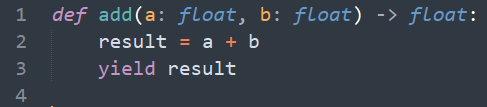 1 def add(a: float, b: float) -> float:
2     result = a + b
3     yield result
4